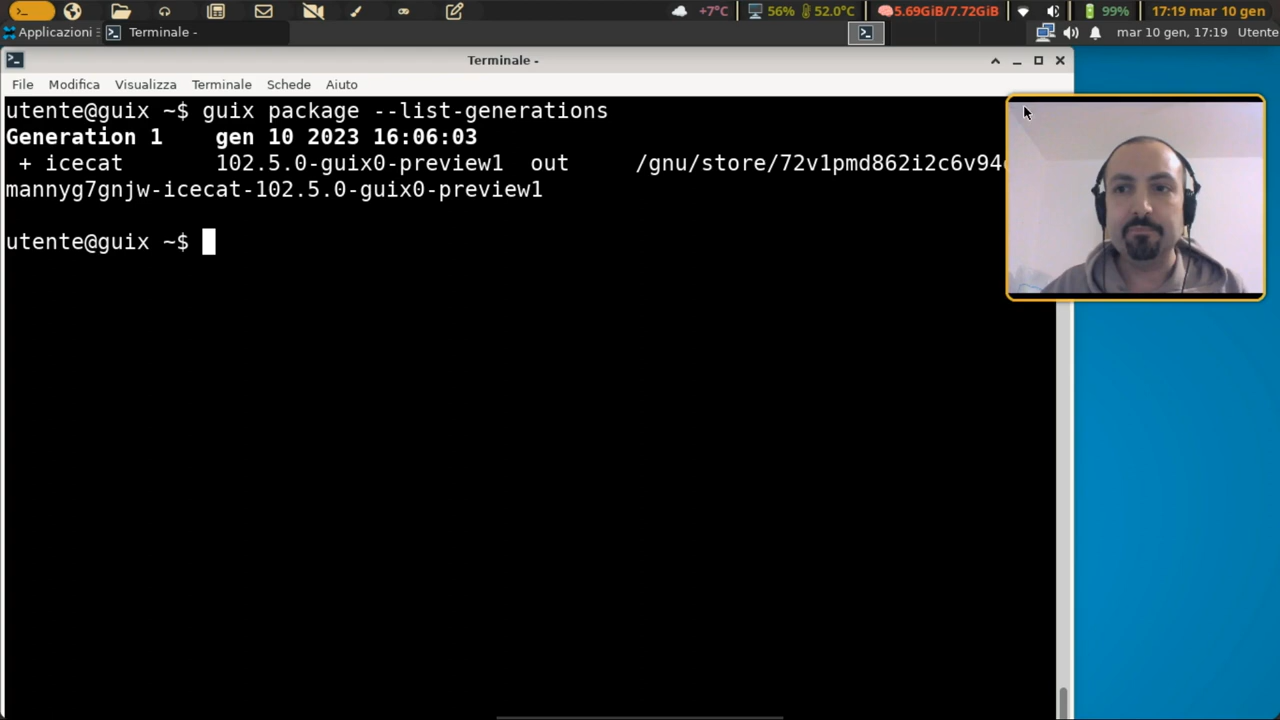 +7°C 56% 52.0°C 5.69GiB/7.72GiB 99% 17:19 mar 10 gen
Applicazioni Terminale - mar 10 gen, 17:19 Utente
Terminale -
File Modifica Visualizza Terminale Schede Aiuto
utente@guix ~$ guix package --list-generations
Generation 1 gen 10 2023 16:06:03
+ icecat 102.5.0-guix0-preview1 out /gnu/store/72v1pmd862i2c6v94
mannyg7gnjw-icecat-102.5.0-guix0-preview1
utente@guix ~$